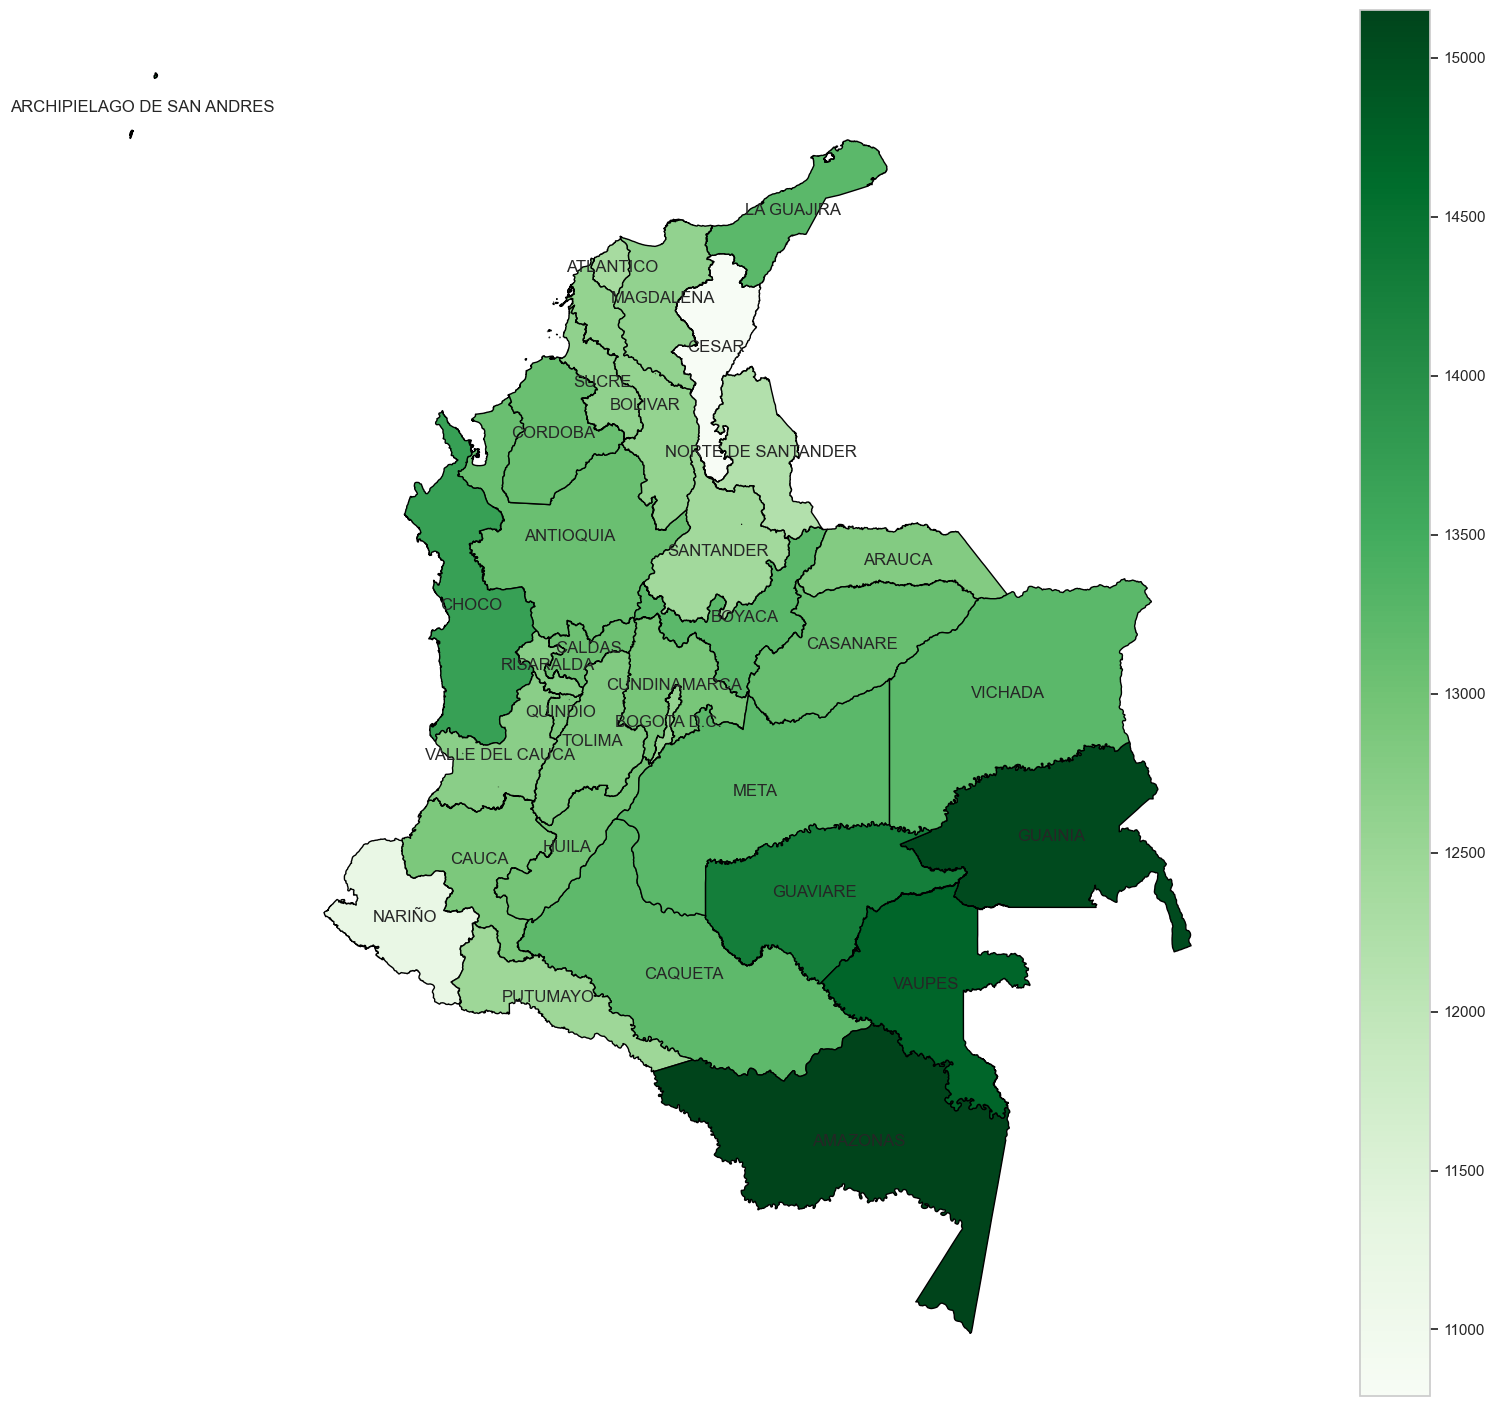 15000
ARCHIPIELAGO DE SAN ANDRES
LA GUAJIRA
14500
ATLANTICO
MAGDALENA
CESAR
14000
SUCRE
BOLIVAR
CORDOBA
NORTE DE SANTANDER
13500
ANTIOQUIA
SANTANDER
ARAUCA
CHOCO
BOYACA
CASANARE
CALDAS
RISARALDA
CUNDINAMARCA
VICHADA
13000
QUINDIO
BOGOTA D.C.
TOLIMA
VALLE DEL CAUCA
META
GUAINIA
HUILA
12500
CAUCA
GUAVIARE
NARIÑO
CAQUETA
VAUPES
PUTUMAYO
12000
AMAZONAS
11500
11000